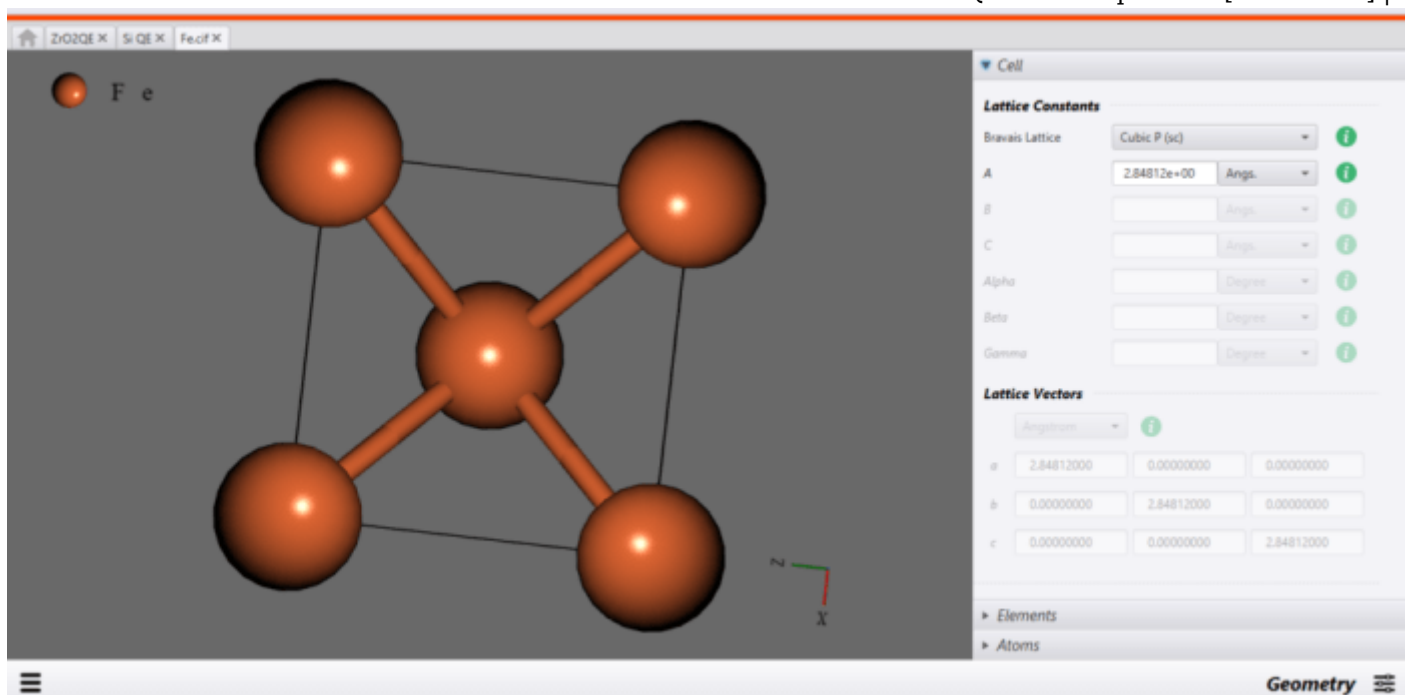 ZrO2QE × Si QE × Fe.cif ×
F e
Cell
Lattice Constants
Bravais Lattice Cubic P (sc)
A 2.84812e+00 Angs.
B Angs.
C Angs.
Alpha Degree
Beta Degree
Gamma Degree
Lattice Vectors
Angstrom
a 2.84812000 0.00000000 0.00000000
b 0.00000000 2.84812000 0.00000000
c 0.00000000 0.00000000 2.84812000
Z
X
Elements
Atoms
Geometry